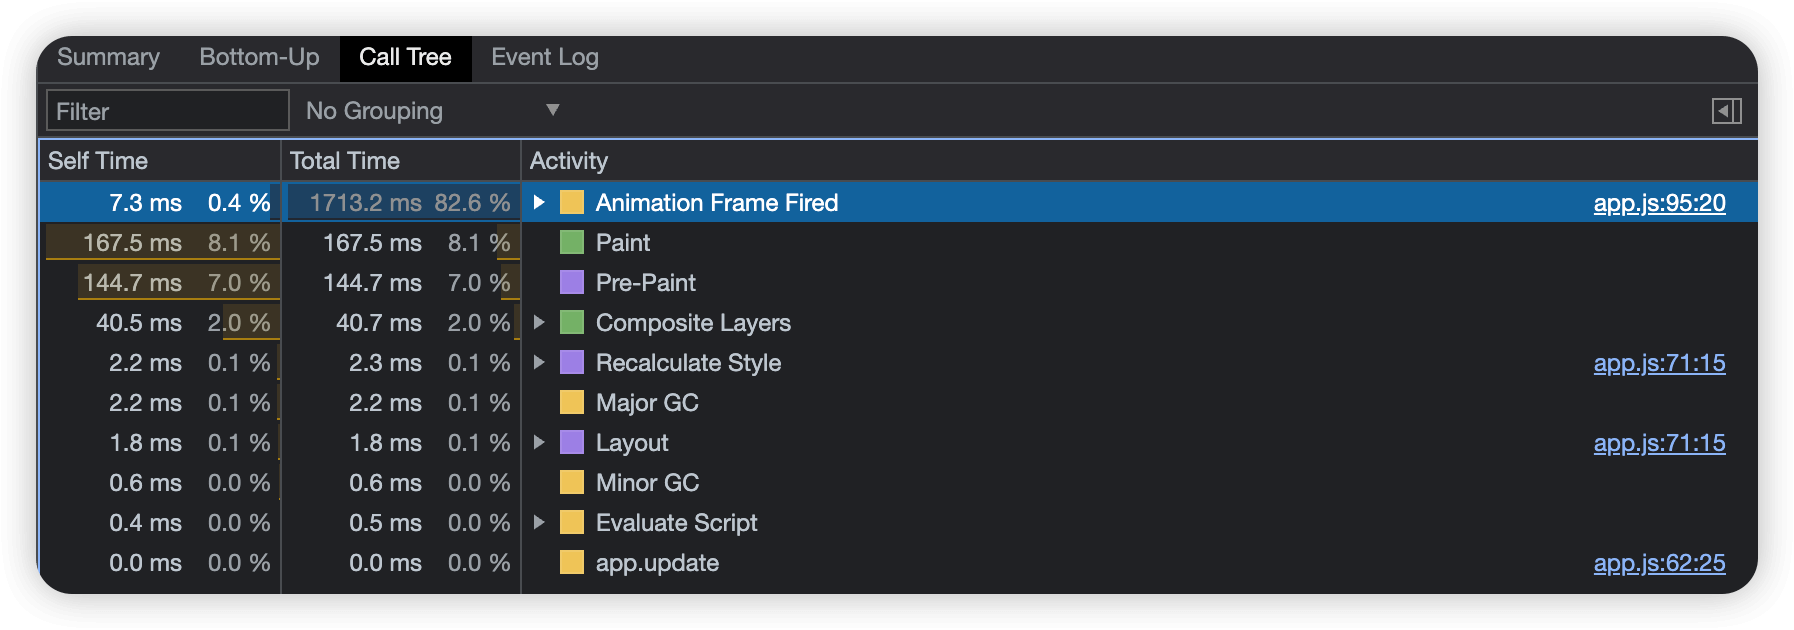 Summary Bottom-Up Call Tree Event Log
Filter No Grouping ▼
Self Time Total Time Activity
7.3 ms 0.4 % 1713.2 ms 82.6 % Animation Frame Fired app.js:95:20
167.5 ms 8.1 % 167.5 ms 8.1 % Paint
144.7 ms 7.0 % 144.7 ms 7.0 % Pre-Paint
40.5 ms 2.0 % 40.7 ms 2.0 % Composite Layers
2.2 ms 0.1 % 2.3 ms 0.1 % Recalculate Style app.js:71:15
2.2 ms 0.1 % 2.2 ms 0.1 % Major GC
1.8 ms 0.1 % 1.8 ms 0.1 % Layout app.js:71:15
0.6 ms 0.0 % 0.6 ms 0.0 % Minor GC
0.4 ms 0.0 % 0.5 ms 0.0 % Evaluate Script
0.0 ms 0.0 % 0.0 ms 0.0 % app.update app.js:62:25